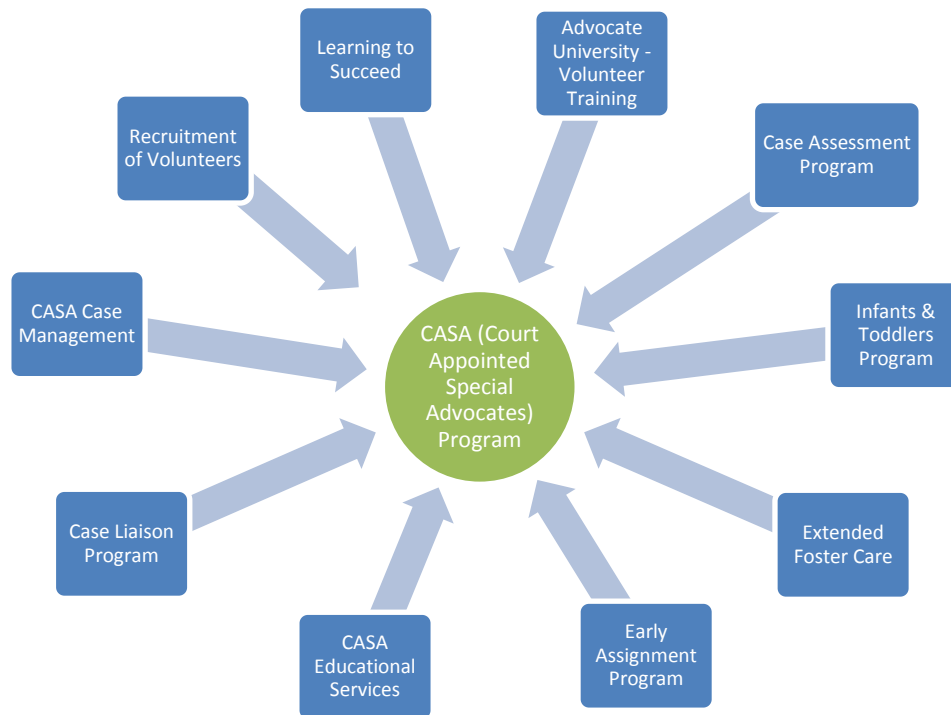 Learning to
Succeed
Advocate
University -
Volunteer
Training
Recruitment
of Volunteers
Case Assessment
Program
CASA Case
Management
CASA (Court
Appointed
Special
Advocates)
Program
Infants &
Toddlers
Program
Case Liaison
Program
Extended
Foster Care
CASA
Educational
Services
Early
Assignment
Program